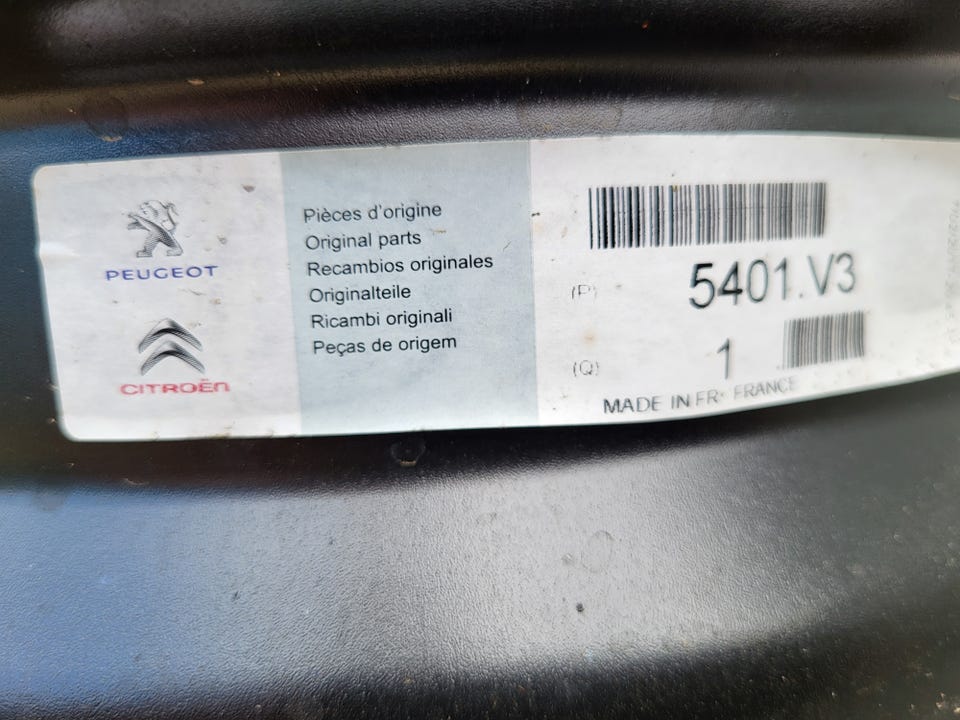 PEUGEOT
CITROËN
Pièces d'origine
Original parts
Recambios originales
Originalteile
Ricambi originali
Peças de origem
(P) 5401.V3
(Q) 1
MADE IN FR· FRANCE